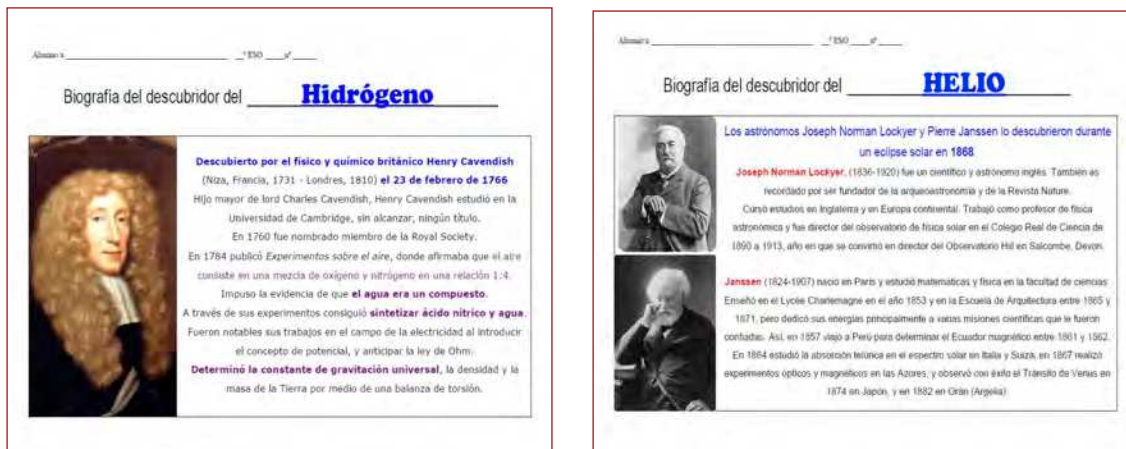 Alumno/a ___ __º ESO ___ nº ___
Biografía del descubridor del Hidrógeno
Descubierto por el físico y químico británico Henry Cavendish
(Niza, Francia, 1731 - Londres, 1810) el 23 de febrero de 1766
Hijo mayor de lord Charles Cavendish, Henry Cavendish estudió en la
Universidad de Cambridge, sin alcanzar, ningún título.
En 1760 fue nombrado miembro de la Royal Society.
En 1784 publicó Experimentos sobre el aire, donde afirmaba que el aire
consiste en una mezcla de oxígeno y nitrógeno en una relación 1:4.
Impuso la evidencia de que el agua era un compuesto.
A través de sus experimentos consiguió sintetizar ácido nítrico y agua.
Fueron notables sus trabajos en el campo de la electricidad al introducir
el concepto de potencial, y anticipar la ley de Ohm.
Determinó la constante de gravitación universal, la densidad y la
masa de la Tierra por medio de una balanza de torsión.
Alumno/a ___ __º ESO ___ nº ___
Biografía del descubridor del HELIO
Los astrónomos Joseph Norman Lockyer y Pierre Janssen lo descubrieron durante
un eclipse solar en 1868
Joseph Norman Lockyer, (1836-1920) fue un científico y astrónomo inglés. También es
recordado por ser fundador de la arqueoastronomía y de la Revista Nature.
Cursó estudios en Inglaterra y en Europa continental. Trabajó como profesor de física
astronómica y fue director del observatorio de física solar en el Colegio Real de Ciencia de
1890 a 1913, año en que se convirtió en director del Observatorio Hill en Salcombe, Devon.
Janssen (1824-1907) nació en París y estudió matemáticas y física en la facultad de ciencias
Enseñó en el Lycée Charlemagne en el año 1853 y en la Escuela de Arquitectura entre 1865 y
1871, pero dedicó sus energías principalmente a varias misiones científicas que le fueron
confiadas. Así, en 1857 viajó a Perú para determinar el Ecuador magnético entre 1861 y 1862.
En 1864 estudió la absorción telúrica en el espectro solar en Italia y Suiza, en 1867 realizó
experimentos ópticos y magnéticos en las Azores, y observó con éxito el Tránsito de Venus en
1874 en Japón, y en 1882 en Orán (Argelia)